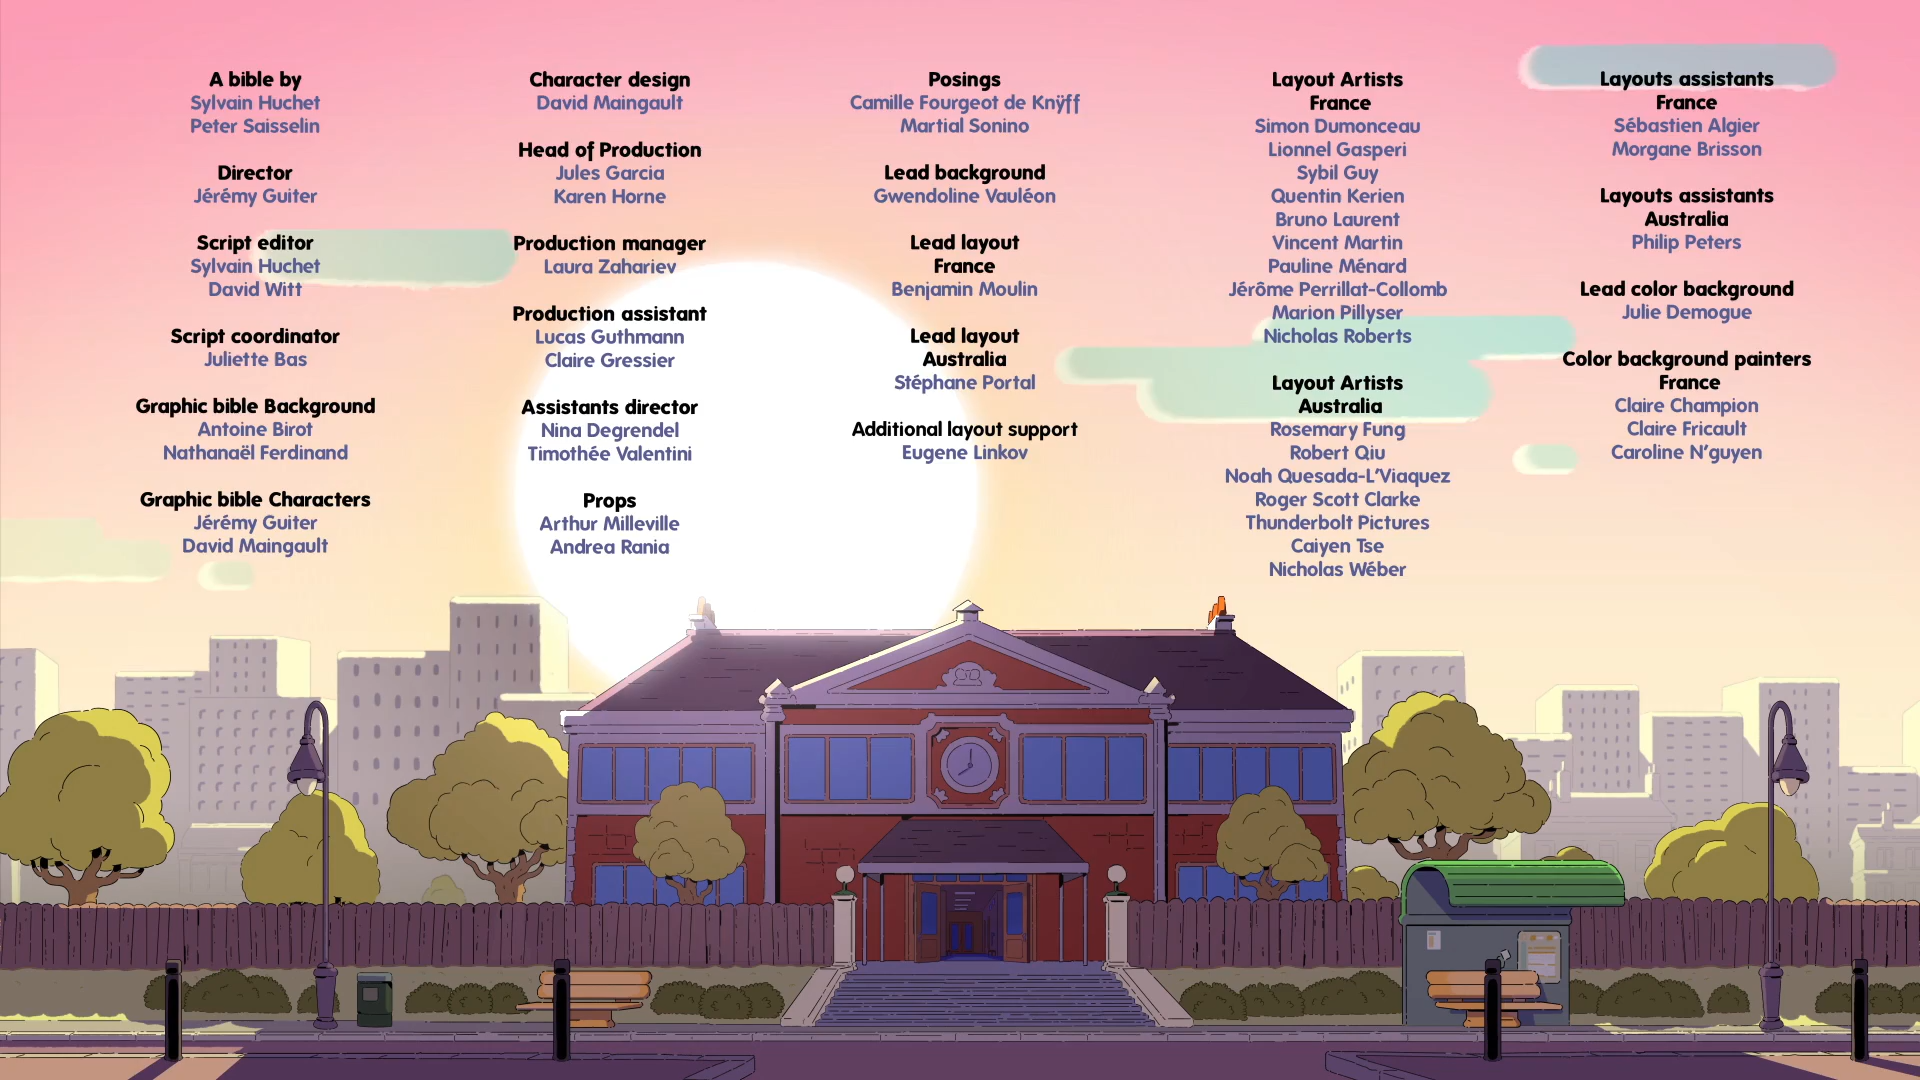 A bible by
Sylvain Huchet
Peter Saisselin
Director
Jérémy Guiter
Script editor
Sylvain Huchet
David Witt
Script coordinator
Juliette Bas
Graphic bible Background
Antoine Birot
Nathanaël Ferdinand
Graphic bible Characters
Jérémy Guiter
David Maingault
Character design
David Maingault
Head of Production
Jules Garcia
Karen Horne
Production manager
Laura Zahariev
Production assistant
Lucas Guthmann
Claire Gressier
Assistants director
Nina Degrendel
Timothée Valentini
Props
Arthur Milleville
Andrea Rania
Posings
Camille Fourgeot de Knÿff
Martial Sonino
Lead background
Gwendoline Vauléon
Lead layout
France
Benjamin Moulin
Lead layout
Australia
Stéphane Portal
Additional layout support
Eugene Linkov
Layout Artists
France
Simon Dumonceau
Lionnel Gasperi
Sybil Guy
Quentin Kerien
Bruno Laurent
Vincent Martin
Pauline Ménard
Jérôme Perrillat-Collomb
Marion Pillyser
Nicholas Roberts
Layout Artists
Australia
Rosemary Fung
Robert Qiu
Noah Quesada-L'Viaquez
Roger Scott Clarke
Thunderbolt Pictures
Caiyen Tse
Nicholas Wéber
Layouts assistants
France
Sébastien Algier
Morgane Brisson
Layouts assistants
Australia
Philip Peters
Lead color background
Julie Demogue
Color background painters
France
Claire Champion
Claire Fricault
Caroline N'guyen